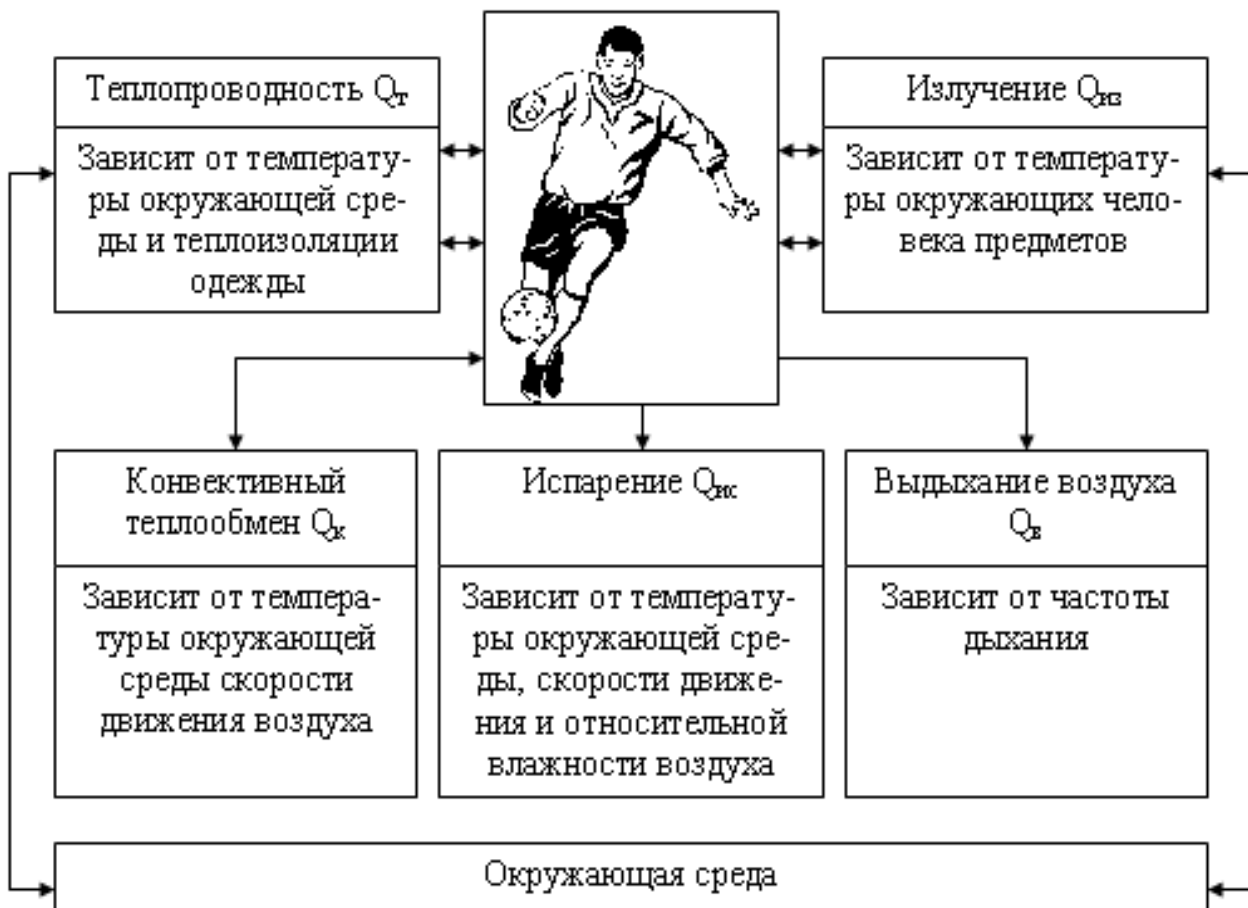 Теплопроводность Qт
Зависит от температу-
ры окружающей сре-
ды и теплоизоляции
одежды
Излучение Qиз
Зависит от температу-
ры окружающих чело-
века предметов
Конвективный
теплообмен Qк
Зависит от темпера-
туры окружающей
среды скорости
движения воздуха
Испарение Qис
Зависит от температу-
ры окружающей сре-
ды, скорости движе-
ния и относительной
влажности воздуха
Выдыхание воздуха
Qв
Зависит от частоты
дыхания
Окружающая среда